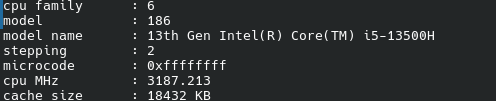 cpu family	: 6
model		: 186
model name	: 13th Gen Intel(R) Core(TM) i5-13500H
stepping	: 2
microcode	: 0xffffffff
cpu MHz		: 3187.213
cache size	: 18432 KB